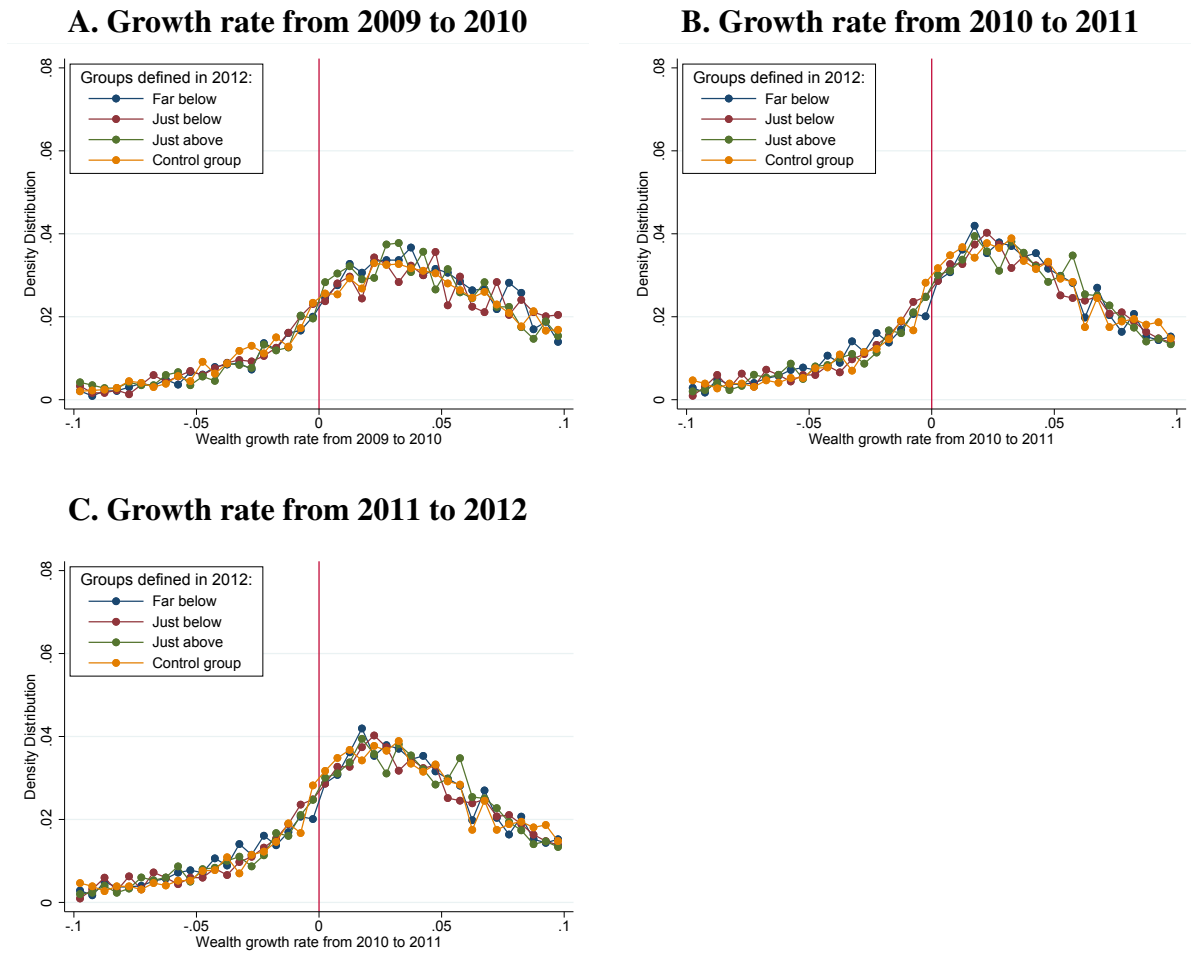 A. Growth rate from 2009 to 2010
.08
.06
.04
.02
0
Density Distribution
Groups defined in 2012:
Far below
Just below
Just above
Control group
-.1
-.05
0
.05
.1
Wealth growth rate from 2009 to 2010
B. Growth rate from 2010 to 2011
.08
.06
.04
.02
0
Density Distribution
Groups defined in 2012:
Far below
Just below
Just above
Control group
-.1
-.05
0
.05
.1
Wealth growth rate from 2010 to 2011
C. Growth rate from 2011 to 2012
.08
.06
.04
.02
0
Density Distribution
Groups defined in 2012:
Far below
Just below
Just above
Control group
-.1
-.05
0
.05
.1
Wealth growth rate from 2010 to 2011